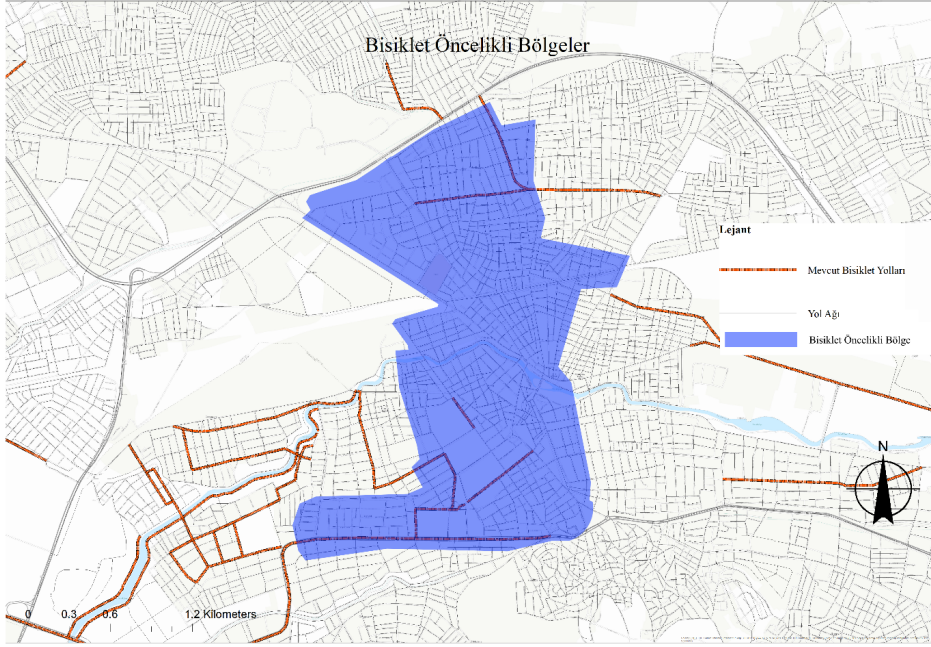 Bisiklet Öncelikli Bölgeler
Lejant
Mevcut Bisiklet Yolları
Yol Ağı
Bisiklet Öncelikli Bölge
N
0 0.3 0.6 1.2 Kilometers